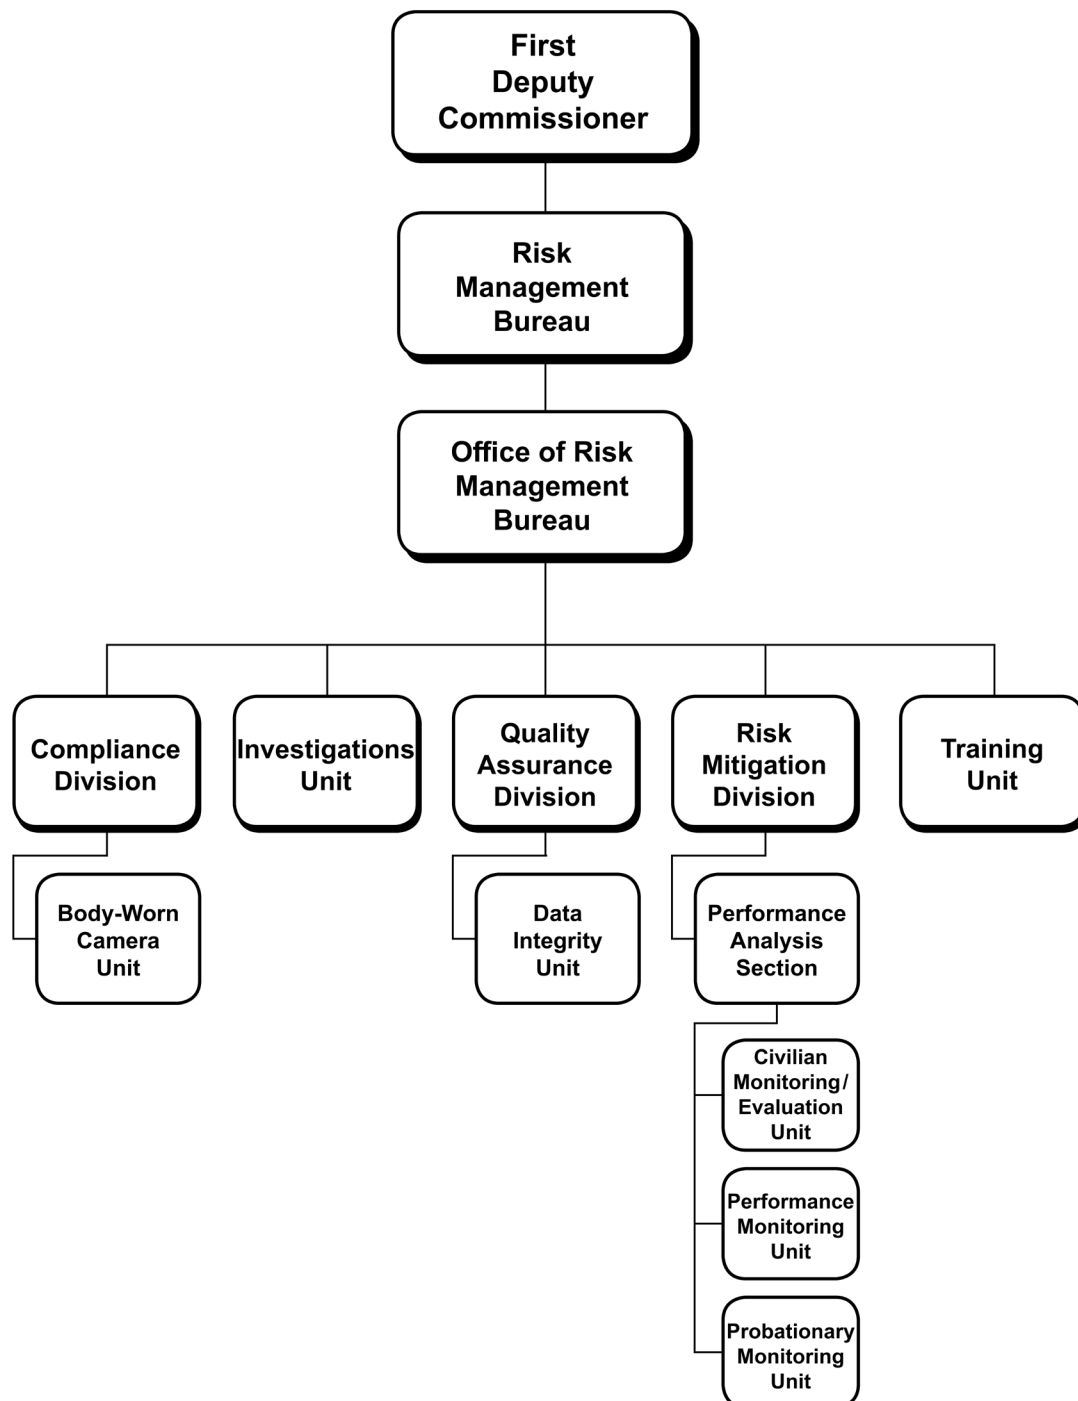 First
Deputy
Commissioner
Risk
Management
Bureau
Office of Risk
Management
Bureau
Compliance
Division
Investigations
Unit
Quality
Assurance
Division
Risk
Mitigation
Division
Training
Unit
Body-Worn
Camera
Unit
Data
Integrity
Unit
Performance
Analysis
Section
Civilian
Monitoring/
Evaluation
Unit
Performance
Monitoring
Unit
Probationary
Monitoring
Unit